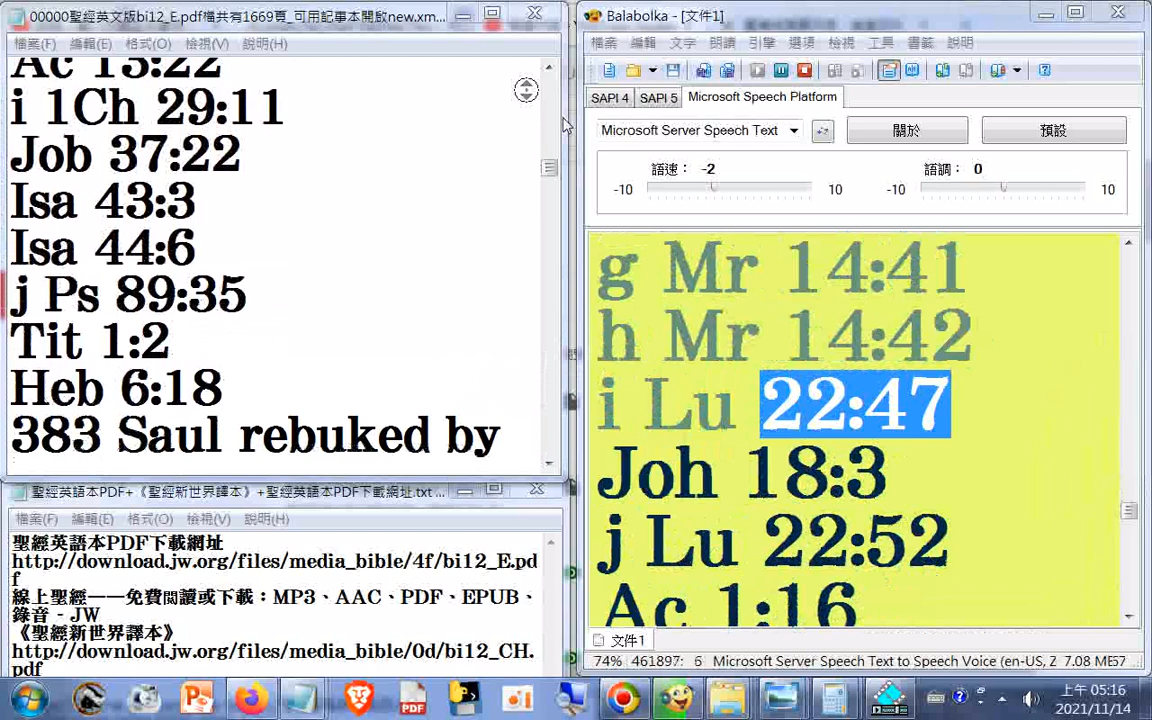 00000聖經英文版bi12_E.pdf檔共有1669頁_可用記事本開啟new.xm...
檔案(F) 編輯(E) 格式(O) 檢視(V) 說明(H)
Ac 13:22
i 1Ch 29:11
Job 37:22
Isa 43:3
Isa 44:6
j Ps 89:35
Tit 1:2
Heb 6:18
383 Saul rebuked by
聖經英語本PDF+《聖經新世界譯本》+聖經英語本PDF下載網址.txt ...
檔案(F) 編輯(E) 格式(O) 檢視(V) 說明(H)
聖經英語本PDF下載網址
http://download.jw.org/files/media_bible/4f/bi12_E.pd
f
線上聖經——免費閱讀或下載：MP3、AAC、PDF、EPUB、
錄音 - JW
《聖經新世界譯本》
http://download.jw.org/files/media_bible/0d/bi12_CH.
pdf
Balabolka - [文件1]
檔案 編輯 文字 朗讀 引擎 選項 檢視 工具 書籤 說明
SAPI 4 SAPI 5 Microsoft Speech Platform
Microsoft Server Speech Text 關於 預設
語速： -2 語調： 0
-10 10 -10 10
g Mr 14:41
h Mr 14:42
i Lu 22:47
Joh 18:3
j Lu 22:52
Ac 1:16
文件1
74% 461897: 6 Microsoft Server Speech Text to Speech Voice (en-US, Z 7.08 ME57
PDF
上午 05:16
2021/11/14